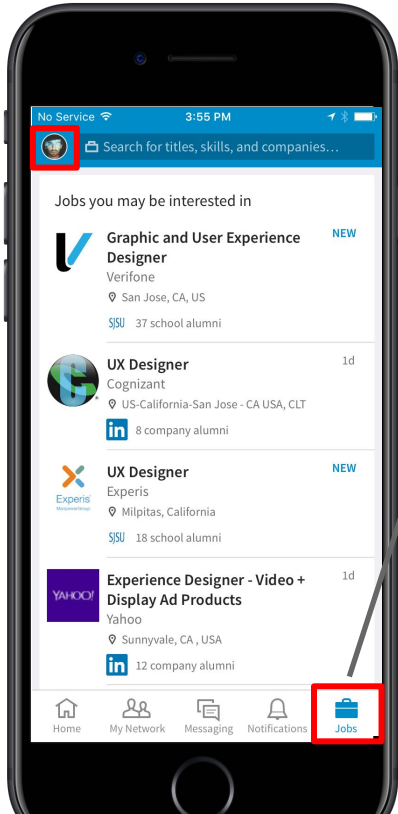 No Service 3:55 PM
Search for titles, skills, and companies...
Jobs you may be interested in
Graphic and User Experience NEW
Designer
Verifone
San Jose, CA, US
SJSU 37 school alumni
UX Designer 1d
Cognizant
US-California-San Jose - CA USA, CLT
in 8 company alumni
UX Designer NEW
Experis
Milpitas, California
SJSU 18 school alumni
Experis
ManpowerGroup
Experience Designer - Video + 1d
Display Ad Products
YAHOO!
Yahoo
Sunnyvale, CA , USA
in 12 company alumni
Home My Network Messaging Notifications Jobs